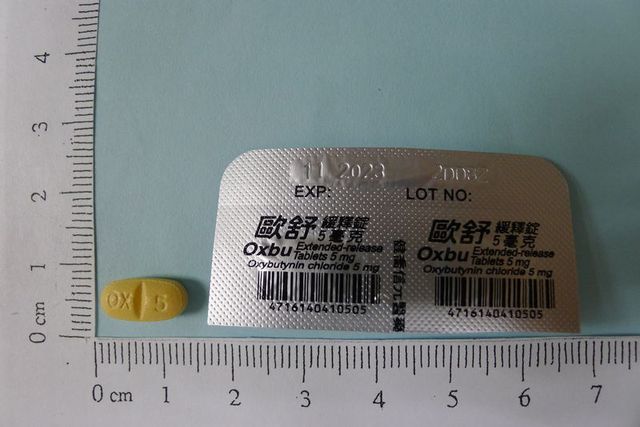 4
3
2
1
0 cm
OX 5
11 2023
EXP:
LOT NO:
歐舒 緩釋錠
5毫克
Oxbu Extended-release
Tablets 5 mg
Oxybutynin chloride 5 mg
4716140410505
歐舒 緩釋錠
5毫克
Oxbu Extended-release
Tablets 5 mg
Oxybutynin chloride 5 mg
4716140410505
0 cm 1 2 3 4 5 6 7